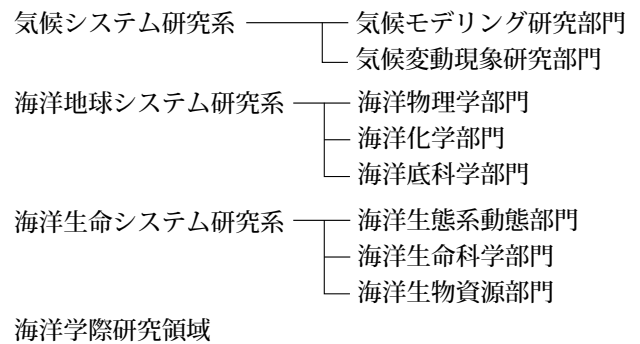 気候システム研究系 気候モデリング研究部門
気候変動現象研究部門
海洋地球システム研究系 海洋物理学部門
海洋化学部門
海洋底科学部門
海洋生命システム研究系 海洋生態系動態部門
海洋生命科学部門
海洋生物資源部門
海洋学際研究領域